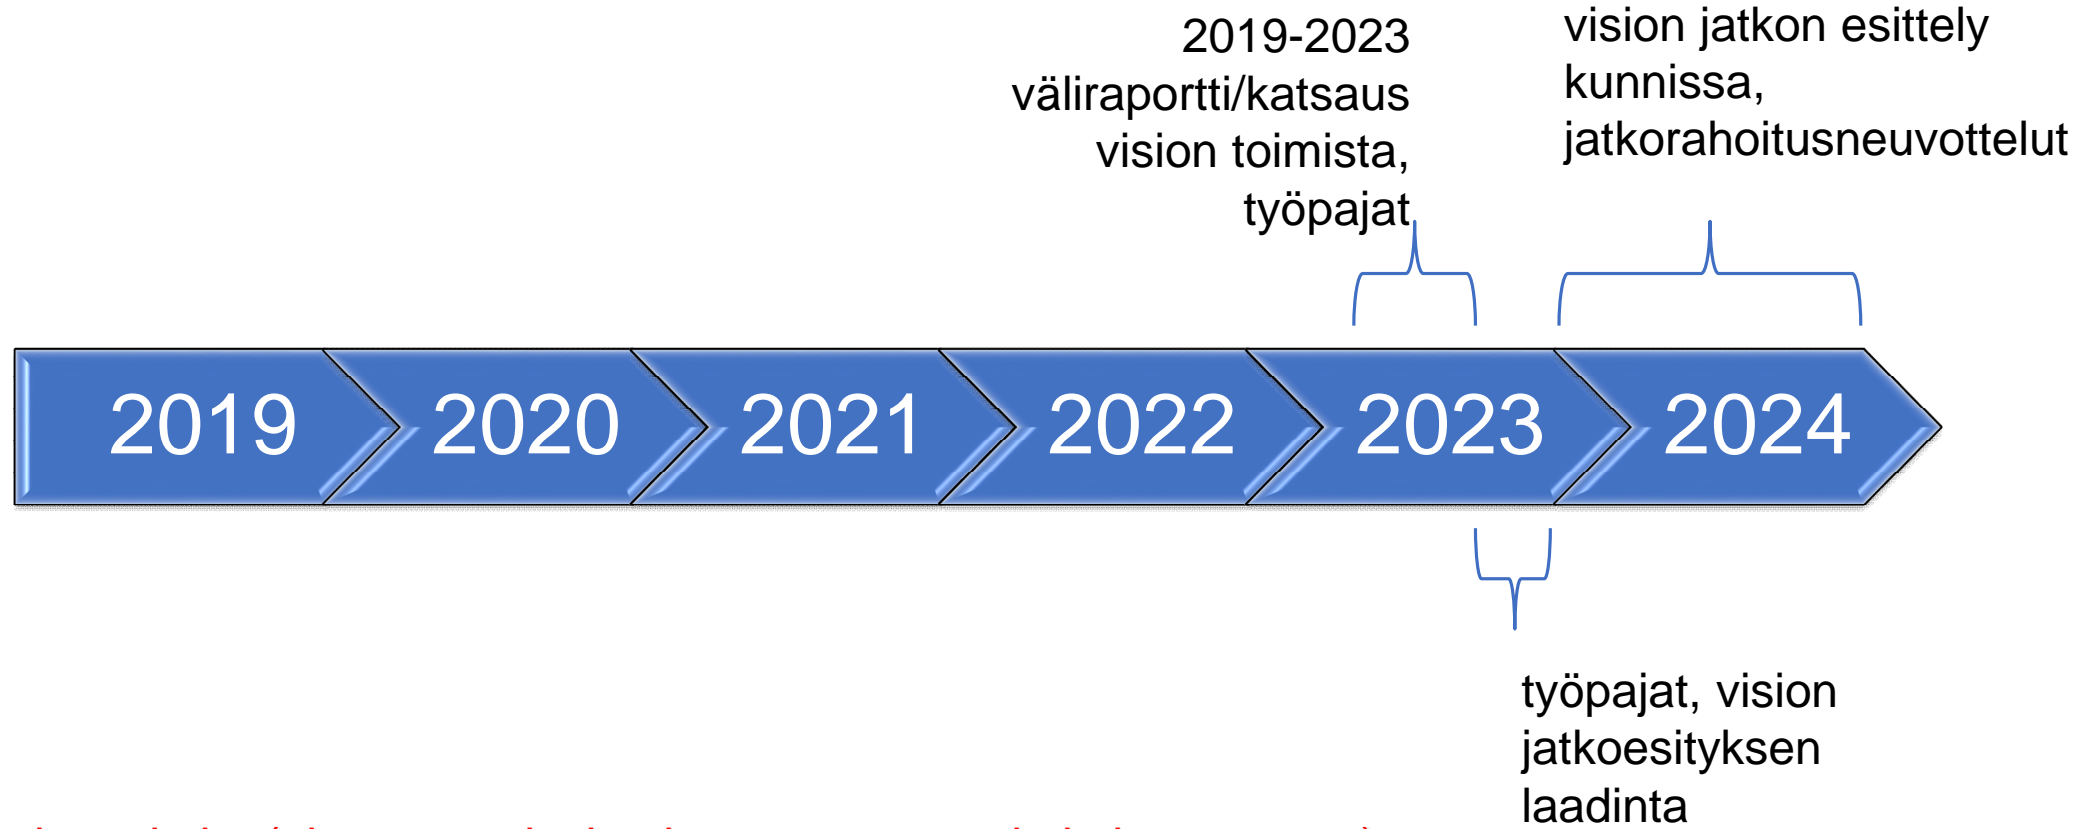 2019-2023
väliraportti/katsaus
vision toimista,
työpajat
vision jatkon esittely
kunnissa,
jatkorahoitusneuvottelut
2019 2020 2021 2022 2023 2024
työpajat, vision
jatkoesityksen
laadinta